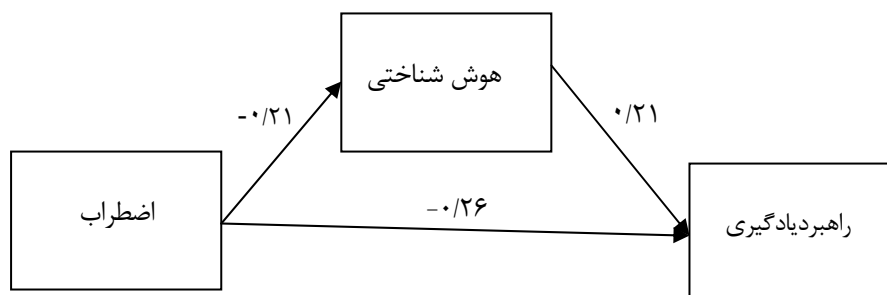 هوش شناختی
-۰/۲۱
۰/۲۱
اضطراب
-۰/۲۶
راهبردیادگیری